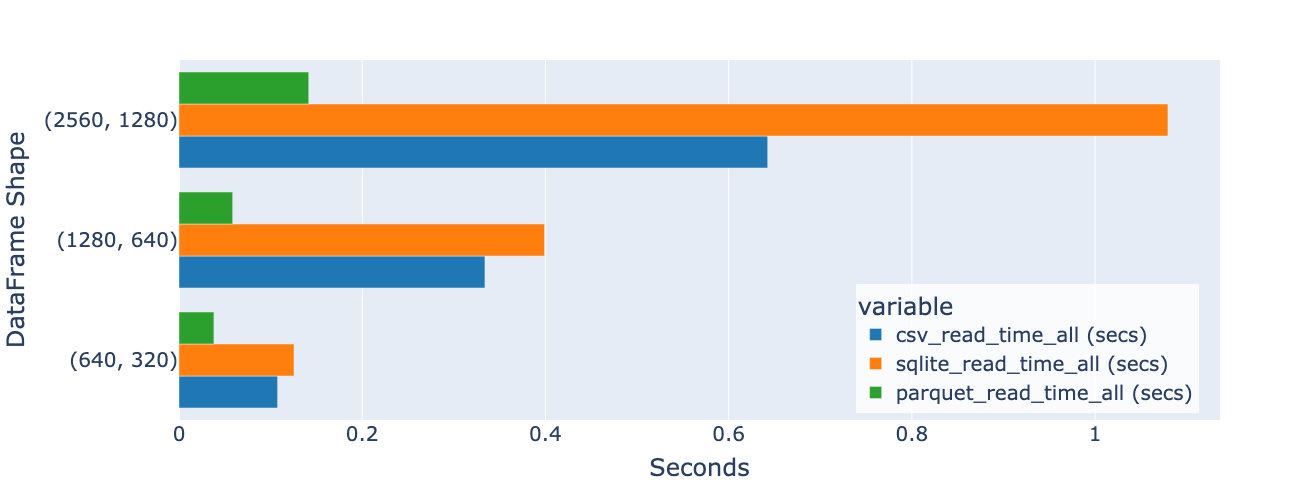 DataFrame Shape
(2560, 1280)
(1280, 640)
(640, 320)
variable
csv_read_time_all (secs)
sqlite_read_time_all (secs)
parquet_read_time_all (secs)
0 0.2 0.4 0.6 0.8 1
Seconds